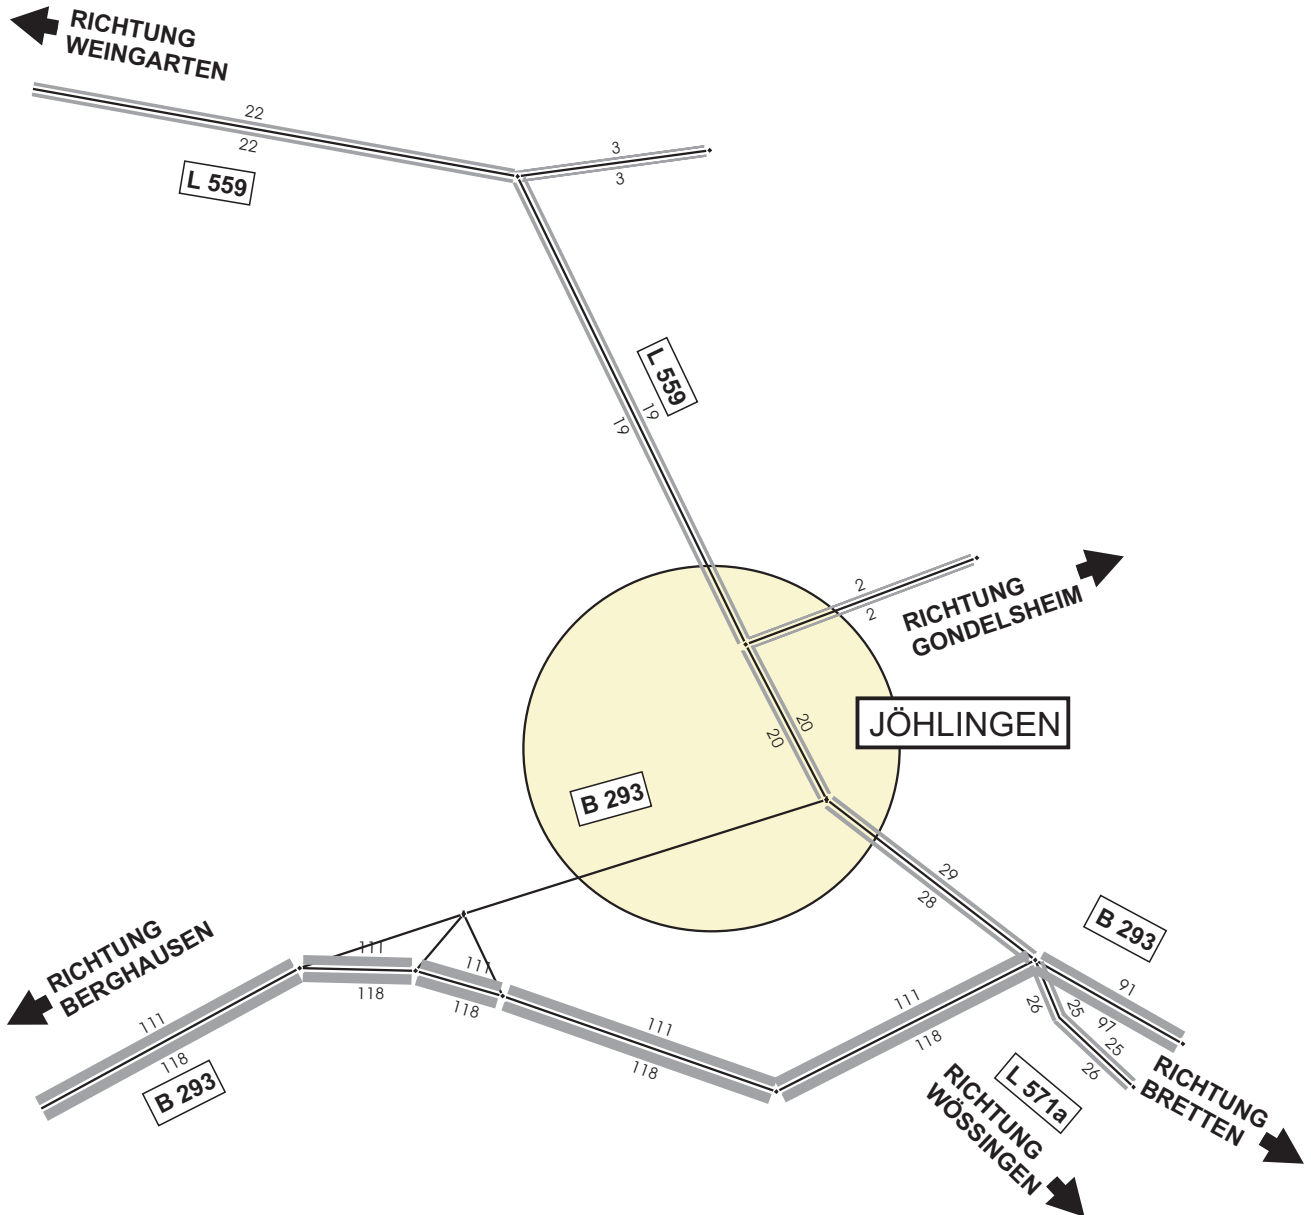 RICHTUNG
WEINGARTEN
22
22
L 559
3
3
L 559
19
19
2
2
RICHTUNG
GONDELSHEIM
JÖHLINGEN
20
20
B 293
29
28
B 293
RICHTUNG
BERGHAUSEN
111
118
111
118
111
118
B 293
111
118
111
118
91
97
25
26
25
26
L 571a
RICHTUNG
WÖSSINGEN
RICHTUNG
BRETTEN